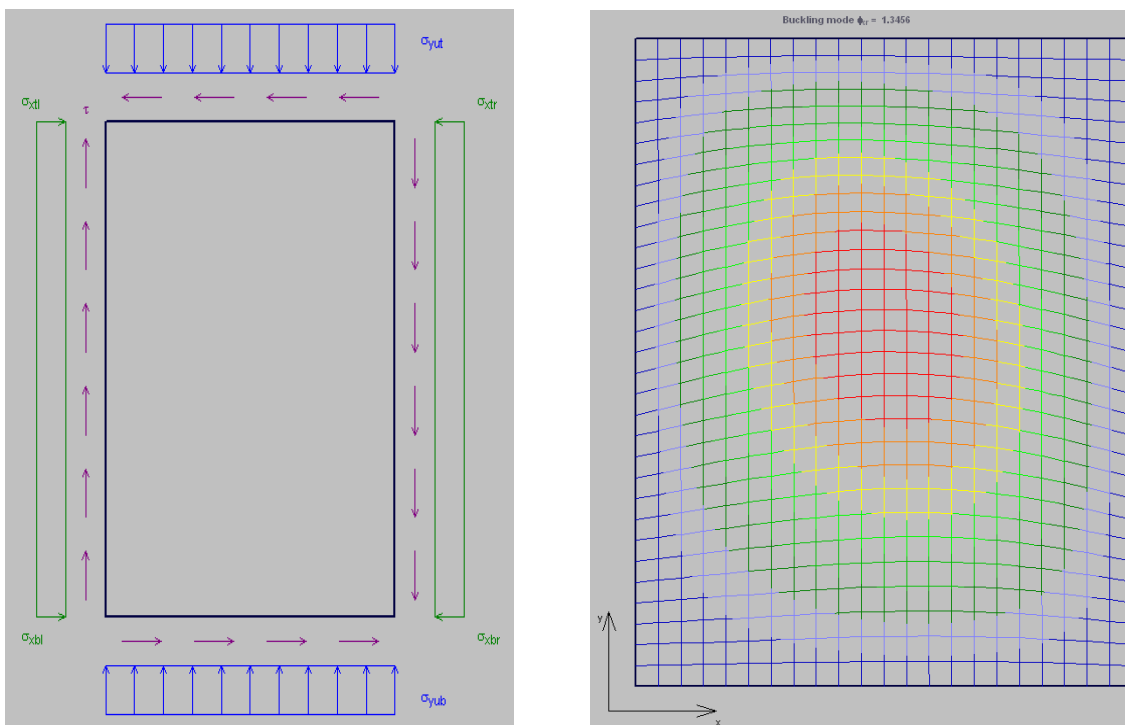 σyut
σxtl
τ
σxtr
σxbl
σxbr
σyub
Buckling mode ϕcr = 1.3456
y
x